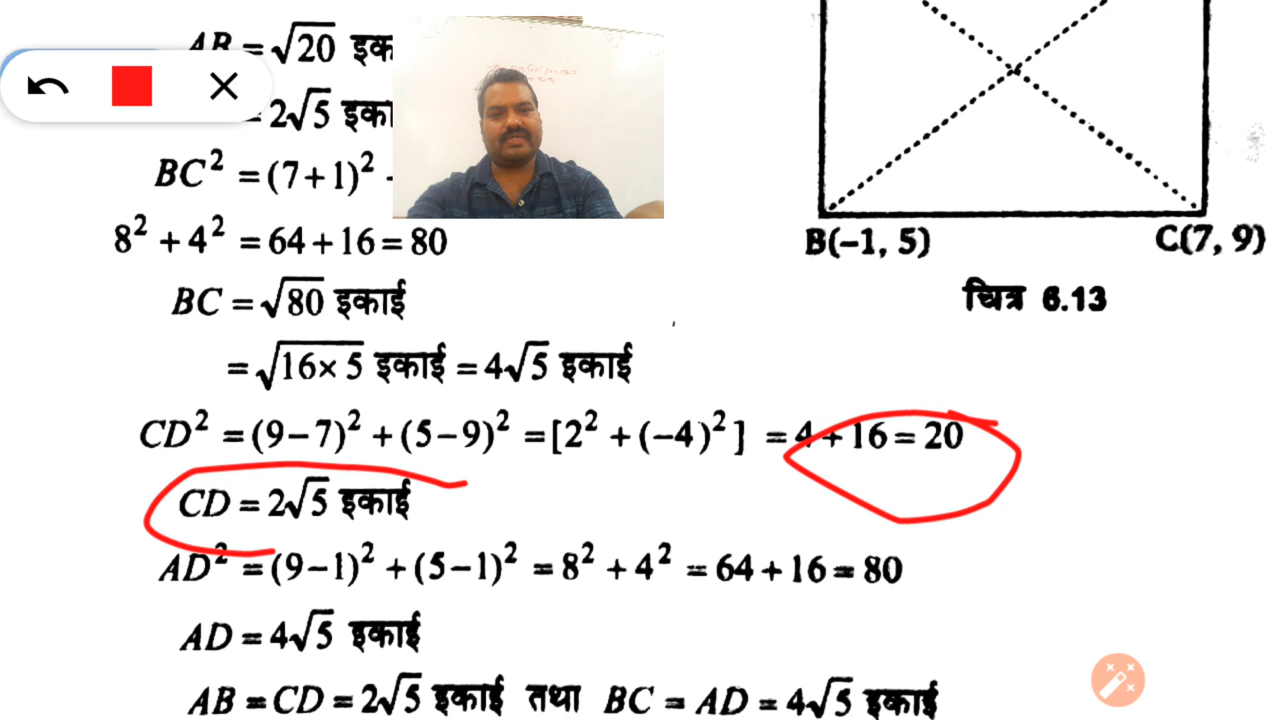 AB = √20
= 2√5
BC² = (7+1)²
8² + 4² = 64 + 16 = 80
BC = √80 इकाई
= √16×5 इकाई = 4√5 इकाई
CD² = (9−7)² + (5−9)² = [2² + (−4)²] = 4 + 16 = 20
CD = 2√5 इकाई
AD² = (9−1)² + (5−1)² = 8² + 4² = 64 + 16 = 80
AD = 4√5 इकाई
AB = CD = 2√5 इकाई तथा BC = AD = 4√5 इकाई
B(−1, 5)
C(7, 9)
चित्र 6.13